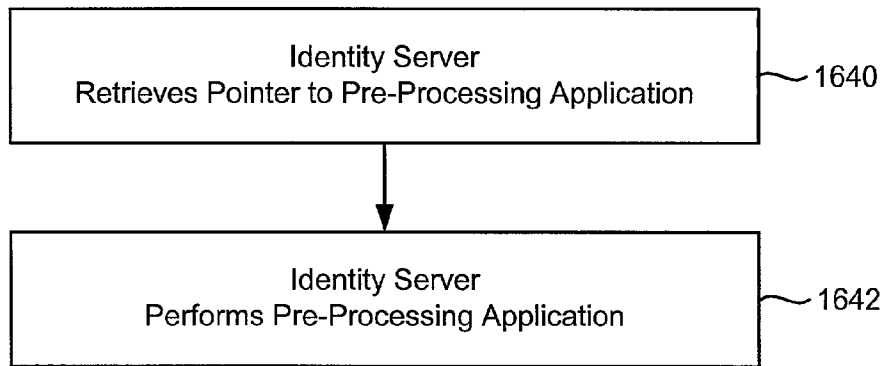 Identity Server
Retrieves Pointer to Pre-Processing Application
1640
Identity Server
Performs Pre-Processing Application
1642